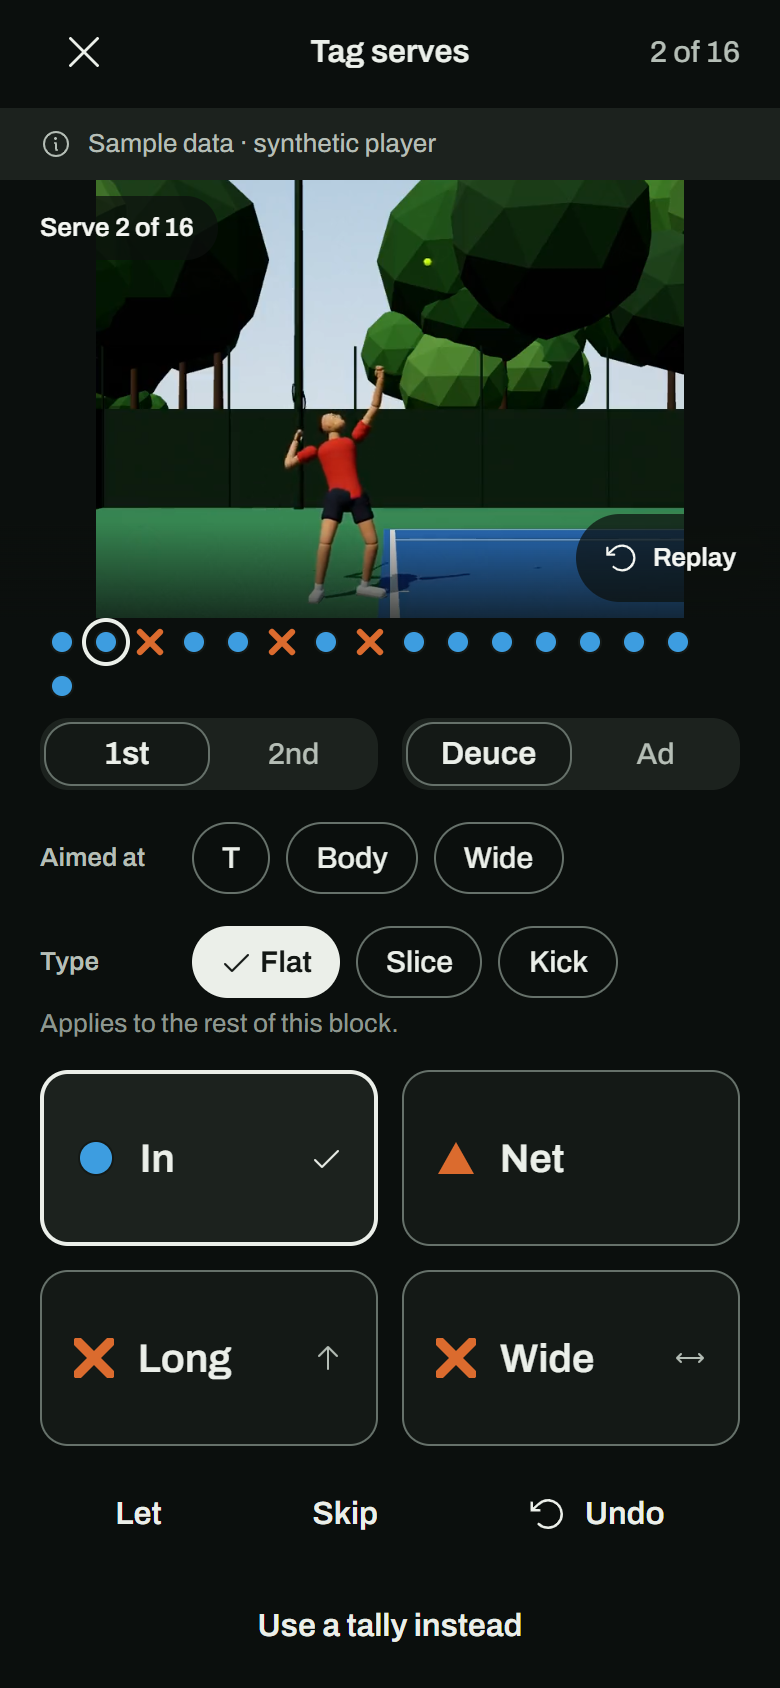 Tag serves
2 of 16
Sample data · synthetic player
Serve 2 of 16
Replay
1st 2nd Deuce Ad
Aimed at T Body Wide
Type Flat Slice Kick
Applies to the rest of this block.
In Net
Long Wide
Let Skip Undo
Use a tally instead